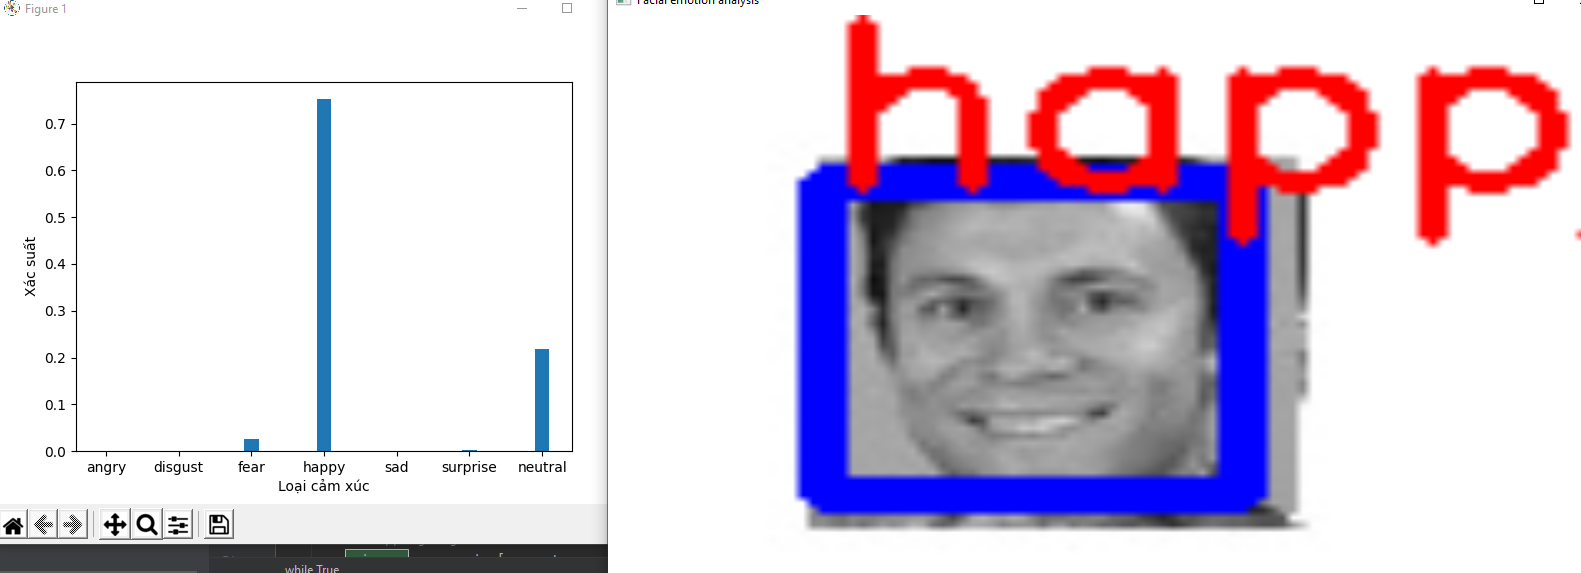 Figure 1
Facial emotion analysis
happ
0.7
0.6
0.5
0.4
0.3
0.2
0.1
0.0
Xác suất
angry disgust fear happy sad surprise neutral
Loại cảm xúc
while True